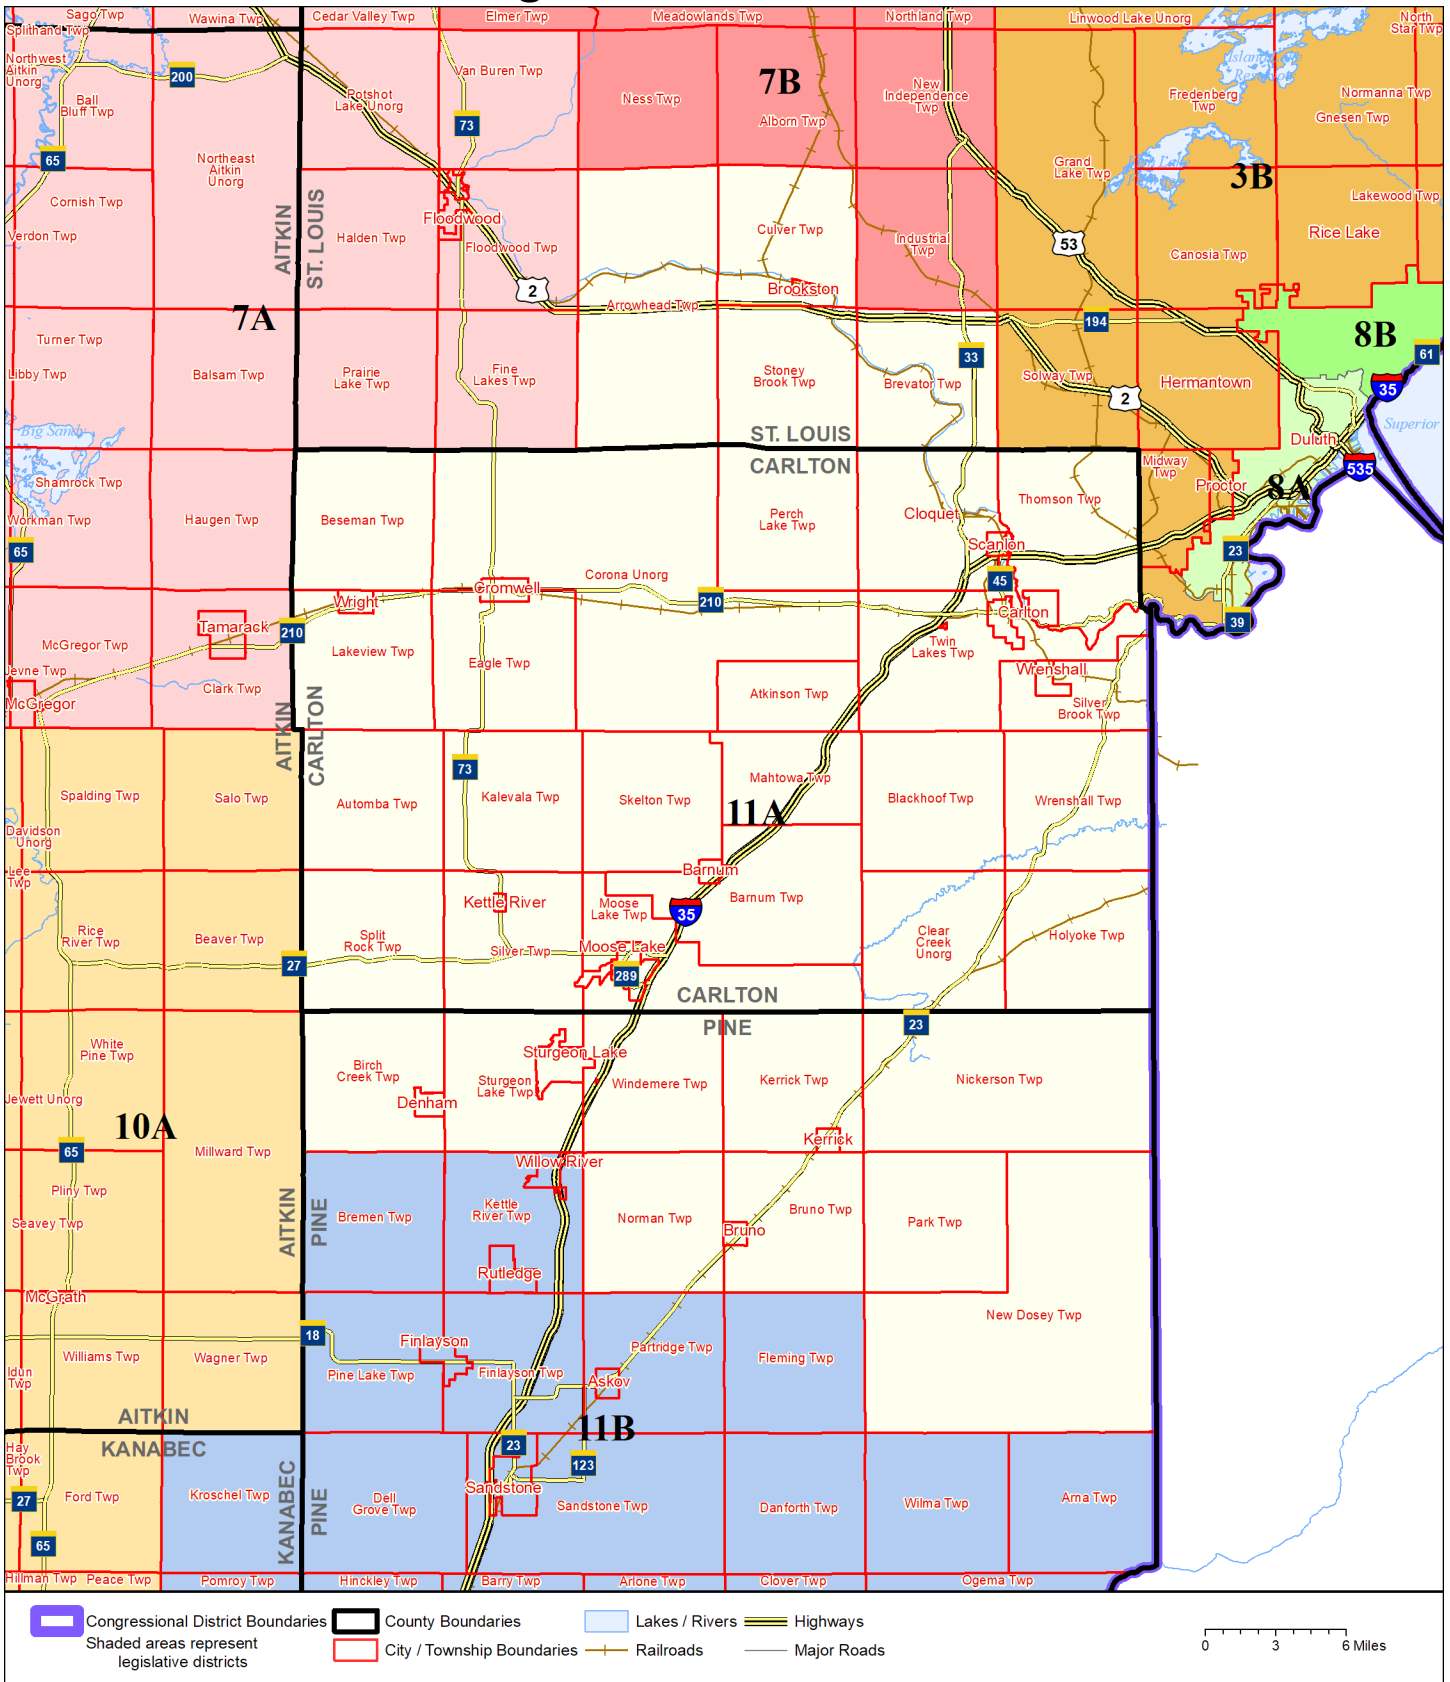 Sago Twp
Wawina Twp
Cedar Valley Twp
Elmer Twp
Meadowlands Twp
Northland Twp
Linwood Lake Unorg
North
Star Twp
Splithand Twp
Northwest
Aitkin
Unorg
200
Ball
Bluff Twp
65
Potshot
Lake Unorg
Van Buren Twp
73
Ness Twp
7B
Alborn Twp
New
Independence
Twp
Island Lake
Reservoir
Fredenberg
Twp
Normanna Twp
Gnesen Twp
Northeast
Aitkin
Unorg
Grand
Lake Twp
3B
Cornish Twp
Verdon Twp
AITKIN
ST. LOUIS
Halden Twp
Floodwood
Floodwood Twp
Culver Twp
Industrial
Twp
53
Canosia Twp
Lakewood Twp
Rice Lake
2
Brookston
Arrowhead Twp
7A
194
8B
Turner Twp
Libby Twp
Balsam Twp
Prairie
Lake Twp
Fine
Lakes Twp
Stoney
Brook Twp
Brevator Twp
33
Solway Twp
2
Hermantown
61
35
Superior
Big Sandy
ST. LOUIS
CARLTON
Duluth
535
Midway
Twp
Proctor
8A
Shamrock Twp
Workman Twp
Haugen Twp
Beseman Twp
Perch
Lake Twp
Cloquet
Thomson Twp
65
Scanlon
23
45
Corona Unorg
Cromwell
Wright
210
Carlton
39
Tamarack
210
McGregor Twp
Lakeview Twp
Eagle Twp
Twin
Lakes Twp
Jevne Twp
Clark Twp
McGregor
Atkinson Twp
Wrenshall
Silver
Brook Twp
AITKIN
CARLTON
73
Spalding Twp
Salo Twp
Automba Twp
Kalevala Twp
Skelton Twp
Mahtowa Twp
11A
Blackhoof Twp
Wrenshall Twp
Davidson
Unorg
Lee
Twp
Barnum
Kettle River
Moose
Lake Twp
Barnum Twp
35
Rice
River Twp
Beaver Twp
27
Split
Rock Twp
Silver Twp
Moose Lake
289
Clear
Creek
Unorg
Holyoke Twp
CARLTON
PINE
23
White
Pine Twp
Birch
Creek Twp
Sturgeon Lake
Sturgeon
Lake Twp
Windemere Twp
Kerrick Twp
Nickerson Twp
Jewett Unorg
Denham
10A
Kerrick
65
Millward Twp
Willow River
Pliny Twp
Seavey Twp
AITKIN
PINE
Bremen Twp
Kettle
River Twp
Norman Twp
Bruno
Bruno Twp
Park Twp
Rutledge
McGrath
New Dosey Twp
18
Finlayson
Williams Twp
Wagner Twp
Idun
Twp
Pine Lake Twp
Finlayson Twp
Partridge Twp
Fleming Twp
Askov
AITKIN
KANABEC
11B
23
123
Hay
Brook
Twp
27
Ford Twp
Kroschel Twp
KANABEC
PINE
Dell
Grove Twp
Sandstone
Sandstone Twp
Danforth Twp
Wilma Twp
Arna Twp
65
Hillman Twp
Peace Twp
Pomroy Twp
Hinckley Twp
Barry Twp
Arlone Twp
Clover Twp
Ogema Twp
Congressional District Boundaries
Shaded areas represent
legislative districts
County Boundaries
City / Township Boundaries
Lakes / Rivers
Railroads
Highways
Major Roads
0 3 6 Miles